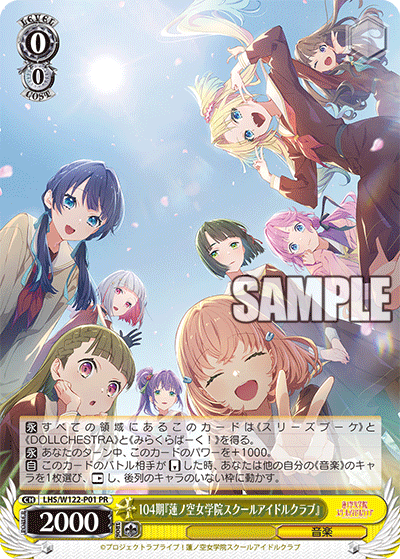 LEVEL
0
0
COST
SAMPLE
永 すべての領域にあるこのカードは《スリーズブーケ》と
《DOLLCHESTRA》と《みらくらぱーく!》を得る。
永 あなたのターン中、このカードのパワーを+1000。
自 このカードのバトル相手が した時、あなたは他の自分の《音楽》のキャラ
を1枚選び、 し、後列のキャラのいない枠に動かす。
CH LHS/W122-P01 PR
104期『蓮ノ空女学院スクールアイドルクラブ』
2000
音楽
©プロジェクトラブライブ!蓮ノ空女学院スクールアイドルクラブ